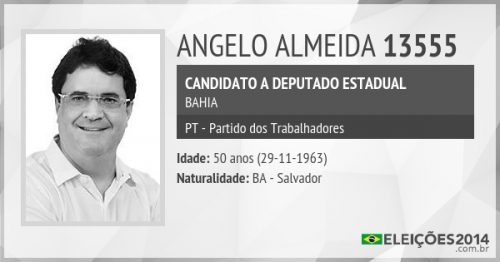 ANGELO ALMEIDA 13555
CANDIDATO A DEPUTADO ESTADUAL
BAHIA
PT - Partido dos Trabalhadores
Idade: 50 anos (29-11-1963)
Naturalidade: BA - Salvador
ELEIÇÕES2014
.com.br